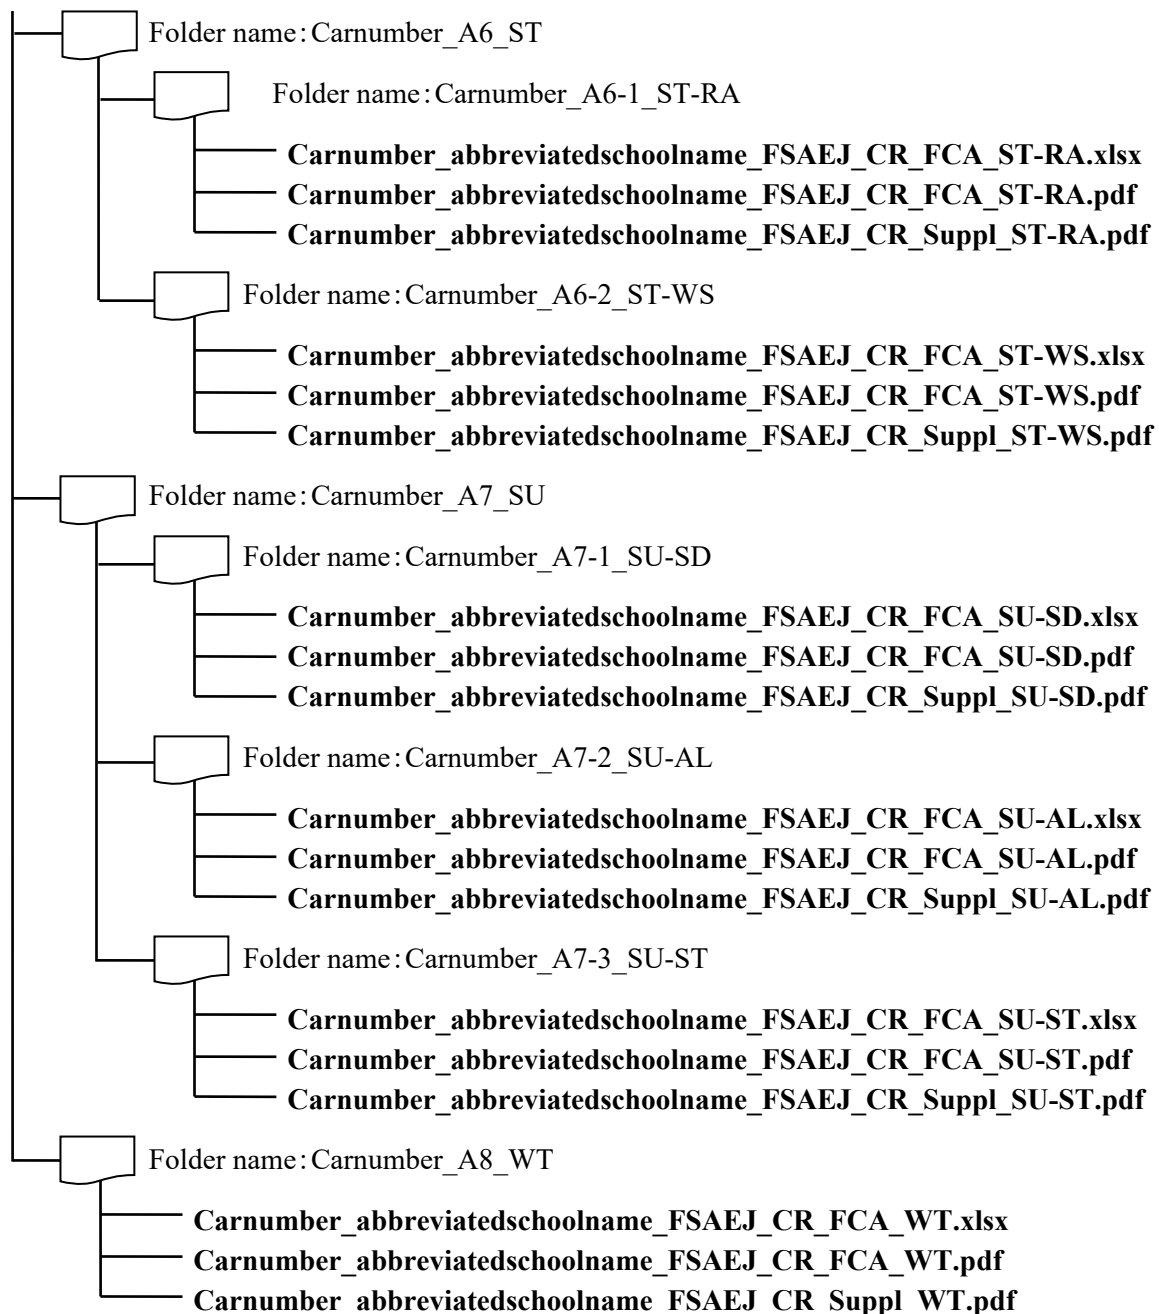 Folder name:Carnumber_A6_ST
Folder name:Carnumber_A6-1_ST-RA
Carnumber_abbreviatedschoolname_FSAEJ_CR_FCA_ST-RA.xlsx
Carnumber_abbreviatedschoolname_FSAEJ_CR_FCA_ST-RA.pdf
Carnumber_abbreviatedschoolname_FSAEJ_CR_Suppl_ST-RA.pdf
Folder name:Carnumber_A6-2_ST-WS
Carnumber_abbreviatedschoolname_FSAEJ_CR_FCA_ST-WS.xlsx
Carnumber_abbreviatedschoolname_FSAEJ_CR_FCA_ST-WS.pdf
Carnumber_abbreviatedschoolname_FSAEJ_CR_Suppl_ST-WS.pdf
Folder name:Carnumber_A7_SU
Folder name:Carnumber_A7-1_SU-SD
Carnumber_abbreviatedschoolname_FSAEJ_CR_FCA_SU-SD.xlsx
Carnumber_abbreviatedschoolname_FSAEJ_CR_FCA_SU-SD.pdf
Carnumber_abbreviatedschoolname_FSAEJ_CR_Suppl_SU-SD.pdf
Folder name:Carnumber_A7-2_SU-AL
Carnumber_abbreviatedschoolname_FSAEJ_CR_FCA_SU-AL.xlsx
Carnumber_abbreviatedschoolname_FSAEJ_CR_FCA_SU-AL.pdf
Carnumber_abbreviatedschoolname_FSAEJ_CR_Suppl_SU-AL.pdf
Folder name:Carnumber_A7-3_SU-ST
Carnumber_abbreviatedschoolname_FSAEJ_CR_FCA_SU-ST.xlsx
Carnumber_abbreviatedschoolname_FSAEJ_CR_FCA_SU-ST.pdf
Carnumber_abbreviatedschoolname_FSAEJ_CR_Suppl_SU-ST.pdf
Folder name:Carnumber_A8_WT
Carnumber_abbreviatedschoolname_FSAEJ_CR_FCA_WT.xlsx
Carnumber_abbreviatedschoolname_FSAEJ_CR_FCA_WT.pdf
Carnumber_abbreviatedschoolname_FSAEJ_CR_Suppl_WT.pdf